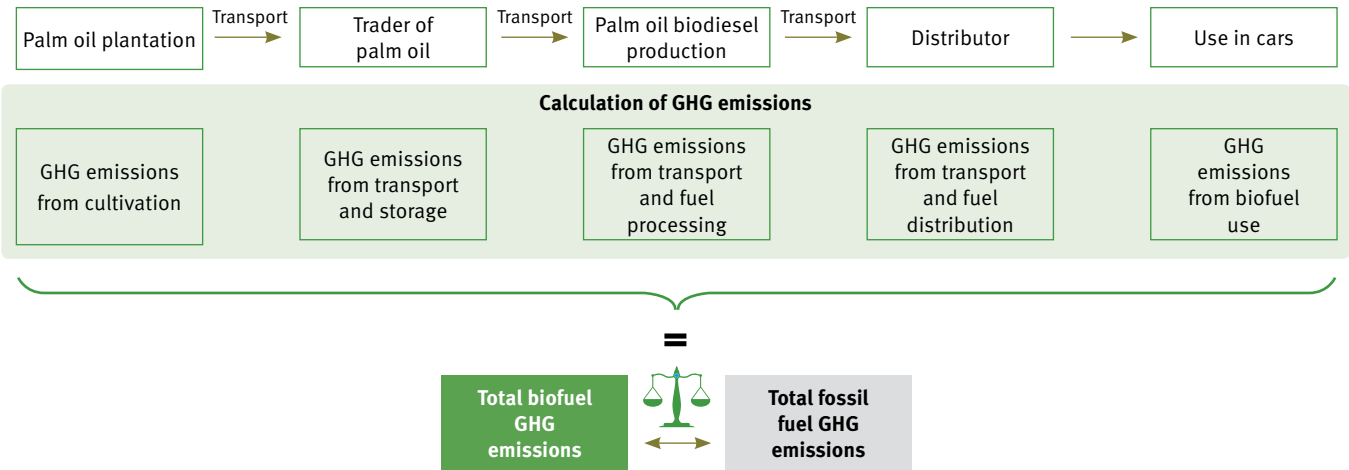 Transport
Transport
Transport
Palm oil plantation
Trader of
palm oil
Palm oil biodiesel
production
Distributor
Use in cars
Calculation of GHG emissions
GHG emissions
from cultivation
GHG emissions
from transport
and storage
GHG emissions
from transport
and fuel
processing
GHG emissions
from transport
and fuel
distribution
GHG
emissions
from biofuel
use
=
Total biofuel
GHG
emissions
Total fossil
fuel GHG
emissions